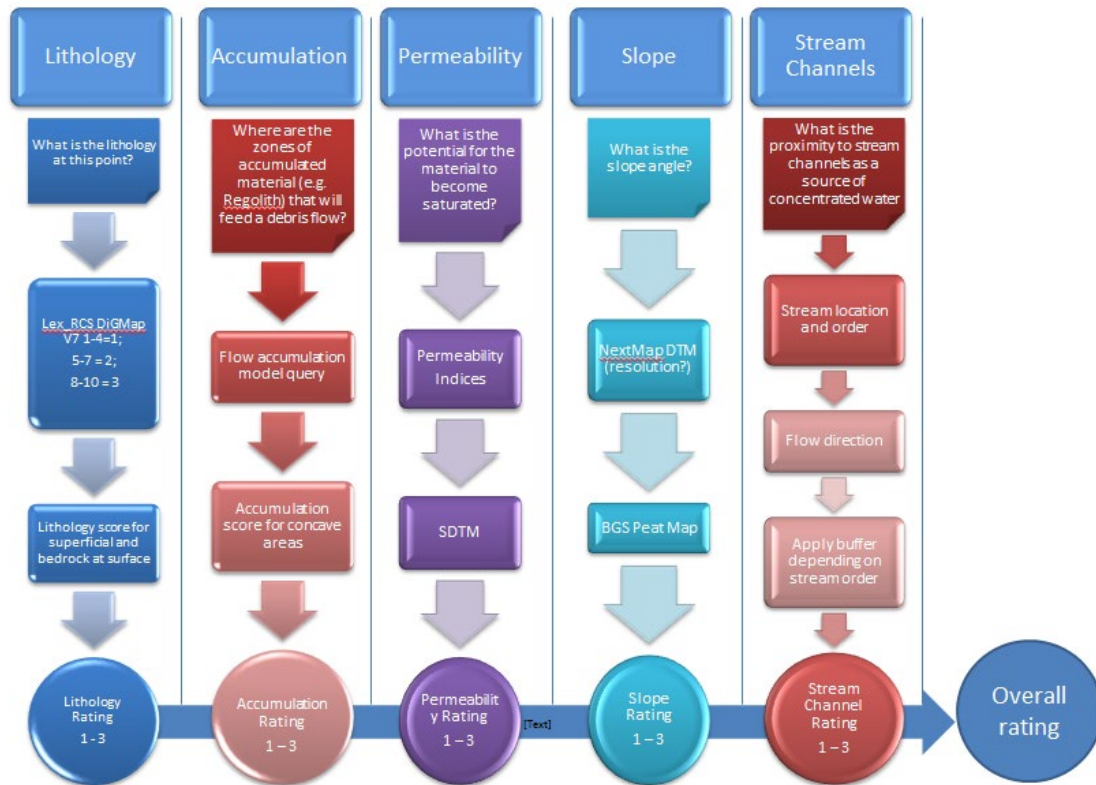 Lithology
Accumulation
Permeability
Slope
Stream
Channels
What is the lithology
at this point?
Where are the
zones of
accumulated
material (e.g.
Regolith) that will
feed a debris flow?
What is the
potential for the
material to
become
saturated?
What is the
slope angle?
What is the
proximity to stream
channels as a
source of
concentrated water
Lex_RCS DiGMap
V7 1-4=1;
5-7 = 2;
8-10 = 3
Flow accumulation
model query
Permeability
Indices
NextMap DTM
(resolution?)
Stream location
and order
Flow direction
Lithology score for
superficial and
bedrock at surface
Accumulation
score for concave
areas
SDTM
BGS Peat Map
Apply buffer
depending on
stream order
Lithology
Rating
1 - 3
Accumulation
Rating
1 – 3
Permeabilit
y Rating
1 – 3
[Text]
Slope
Rating
1 – 3
Stream
Channel
Rating
1 – 3
Overall
rating